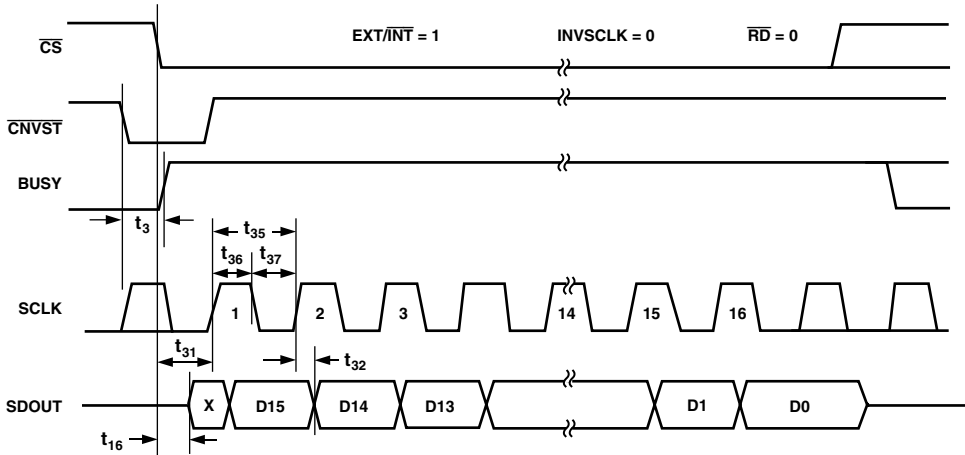 EXT/INT = 1 INVSCLK = 0 RD = 0
CS
CNVST
BUSY
t3
t35
t36 t37
SCLK
1 2 3 14 15 16
t31
t32
SDOUT
X D15 D14 D13 D1 D0
t16